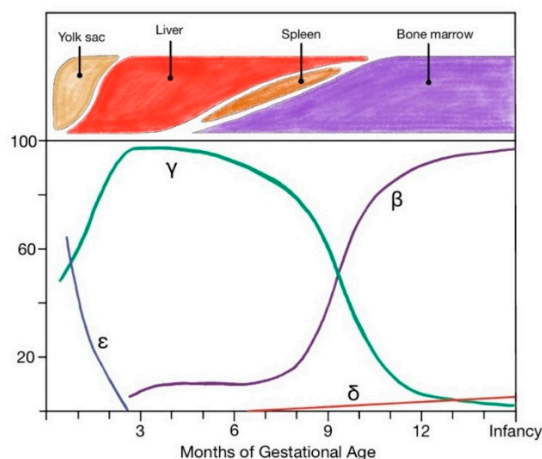 Yolk sac
Liver
Spleen
Bone marrow
100
60
20
γ
β
ε
δ
3
6
9
12
Infancy
Months of Gestational Age